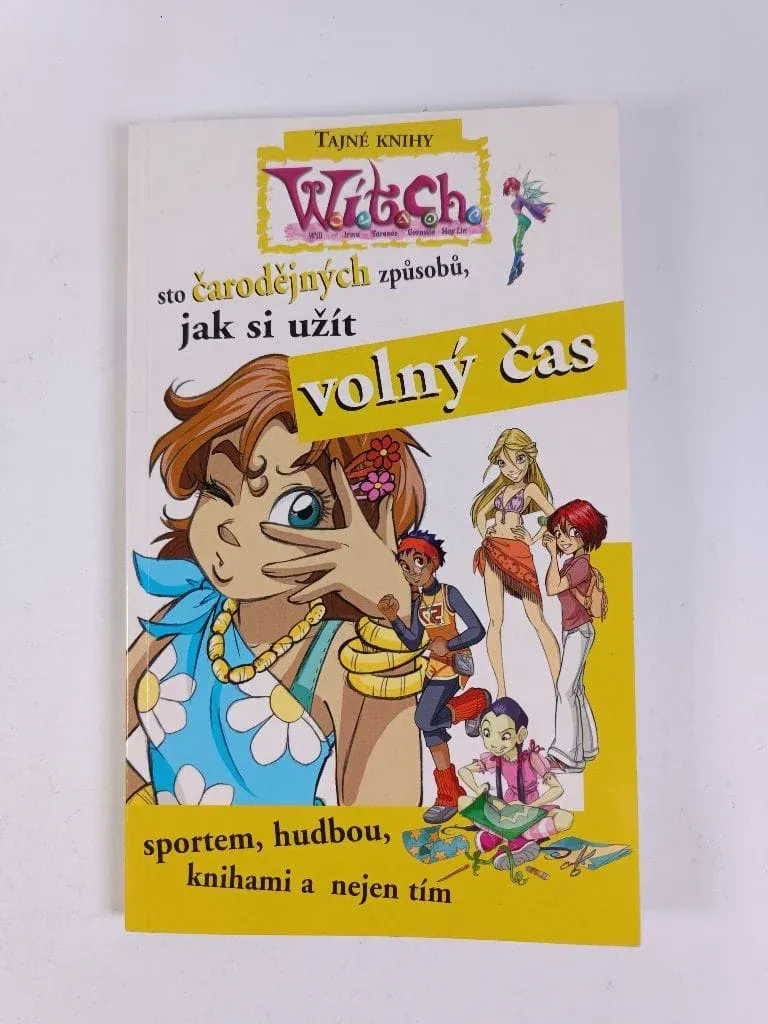 TAJNÉ KNIHY
W.i.t.c.h.
Will Irma Taranee Cornelia Hay Lin
sto čarodějných způsobů,
jak si užít
volný čas
sportem, hudbou,
knihami a nejen tím